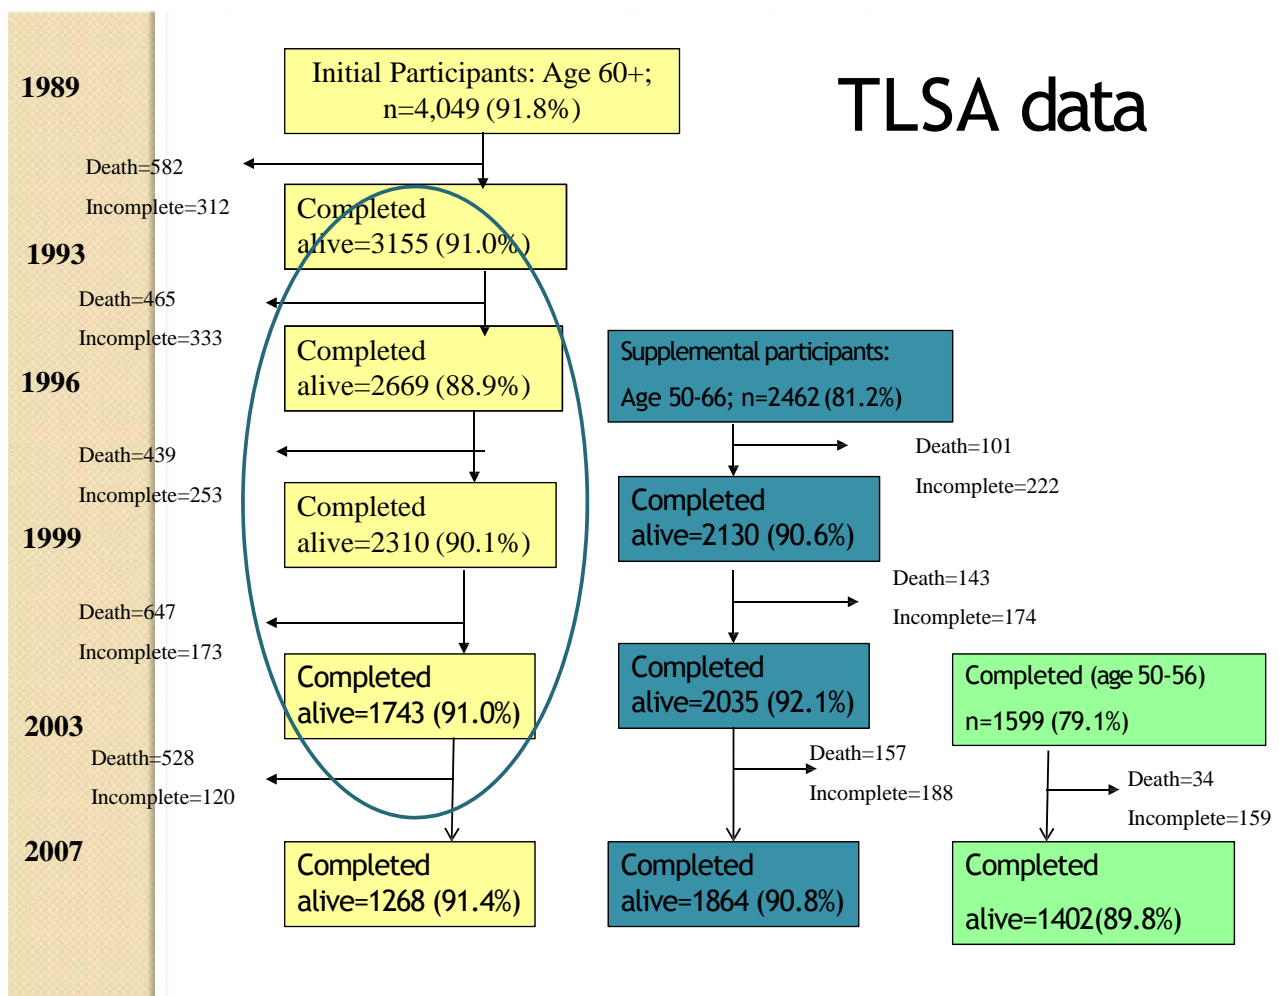 TLSA data
1989
Initial Participants: Age 60+;
n=4,049 (91.8%)
Death=582
Incomplete=312
1993
Completed
alive=3155 (91.0%)
Death=465
Incomplete=333
1996
Completed
alive=2669 (88.9%)
Supplemental participants:
Age 50-66; n=2462 (81.2%)
Death=439
Incomplete=253
Death=101
Incomplete=222
1999
Completed
alive=2310 (90.1%)
Completed
alive=2130 (90.6%)
Death=647
Incomplete=173
Death=143
Incomplete=174
2003
Completed
alive=1743 (91.0%)
Completed
alive=2035 (92.1%)
Completed (age 50-56)
n=1599 (79.1%)
Deatth=528
Incomplete=120
Death=157
Incomplete=188
Death=34
Incomplete=159
2007
Completed
alive=1268 (91.4%)
Completed
alive=1864 (90.8%)
Completed
alive=1402(89.8%)